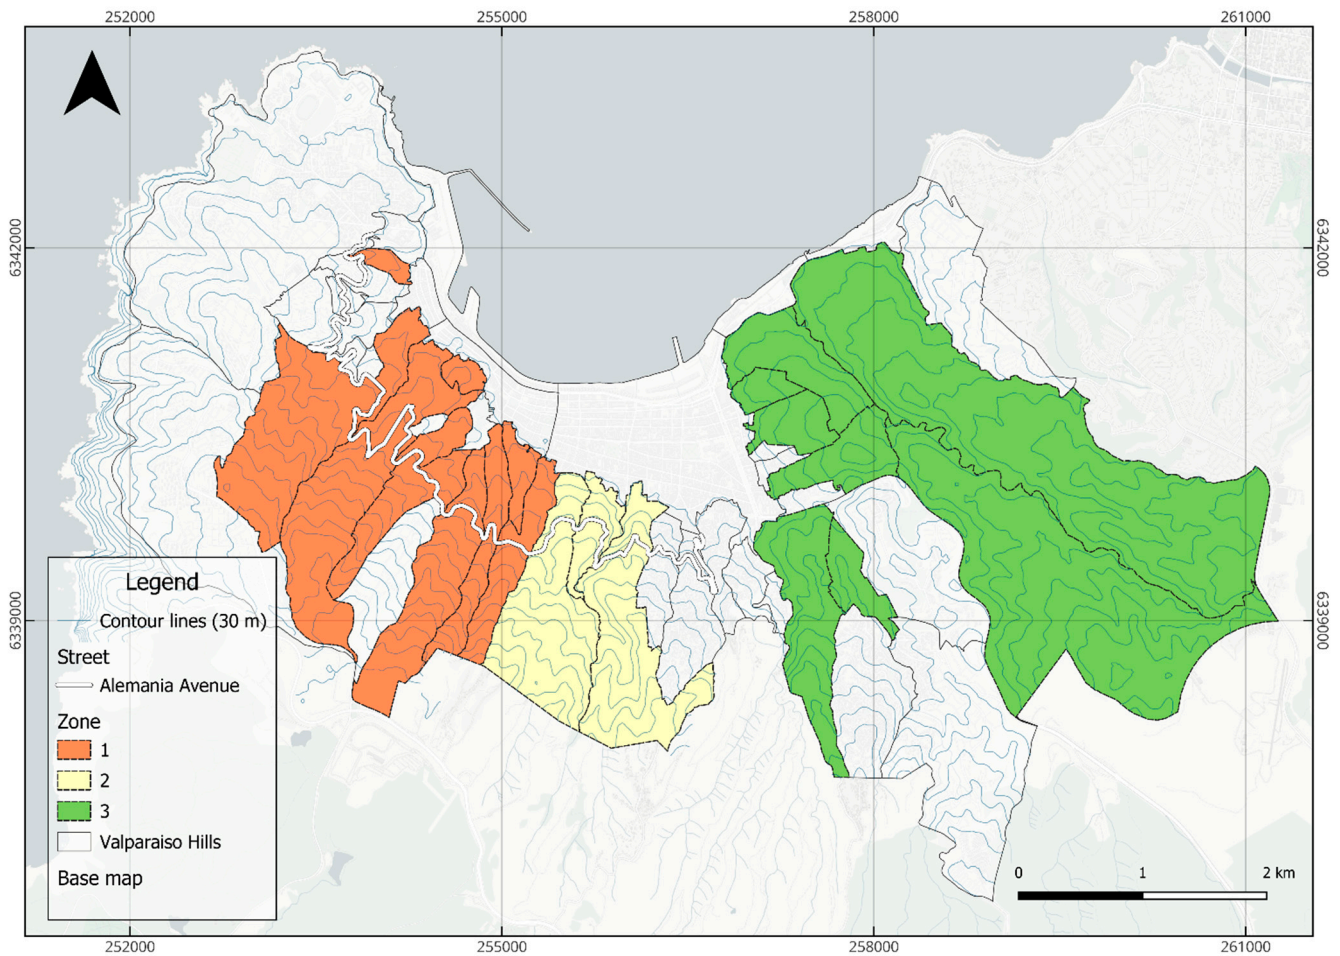 252000 255000 258000 261000
6342000 6342000
6339000 6339000
Legend
Contour lines (30 m)
Street
Alemania Avenue
Zone
1
2
3
Valparaiso Hills
Base map
0 1 2 km
252000 255000 258000 261000